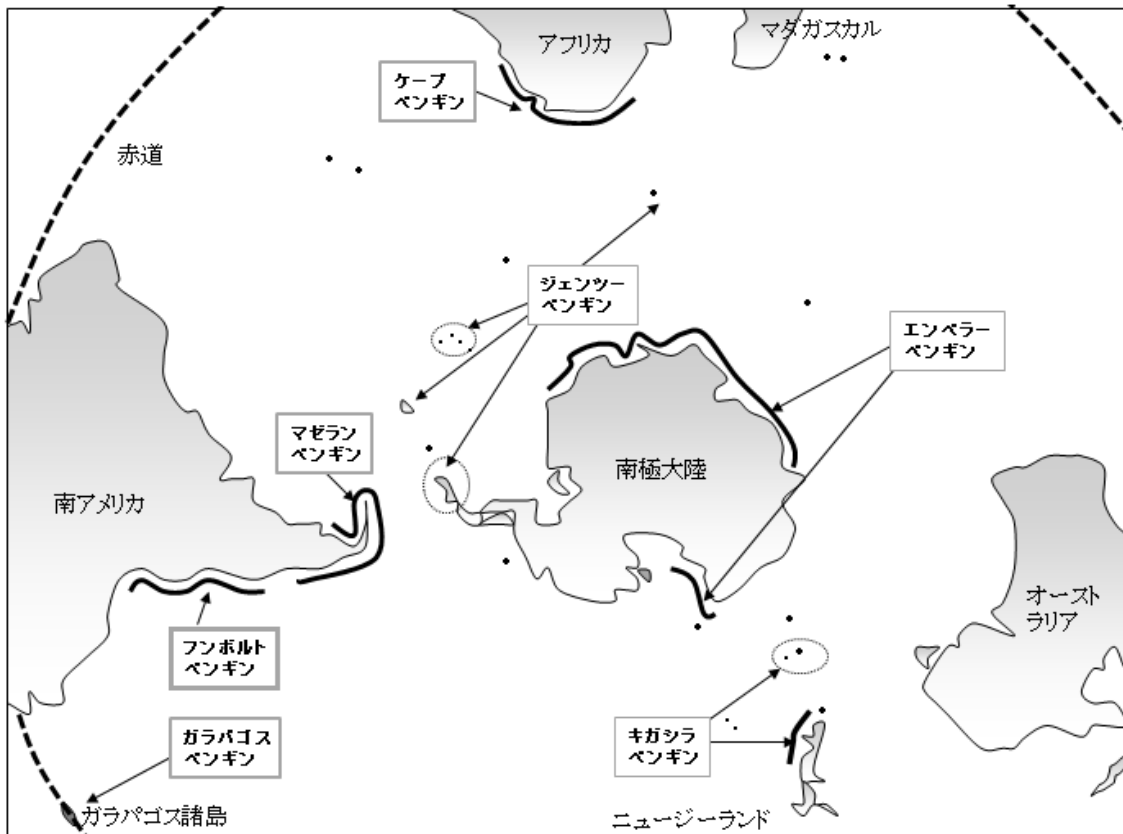 アフリカ
マダガスカル
ケープ
ペンギン
赤道
ジェンツー
ペンギン
エンペラー
ペンギン
マゼラン
ペンギン
南極大陸
南アメリカ
オースト
ラリア
フンボルト
ペンギン
ガラパゴス
ペンギン
キガシラ
ペンギン
ガラパゴス諸島
ニュージーランド